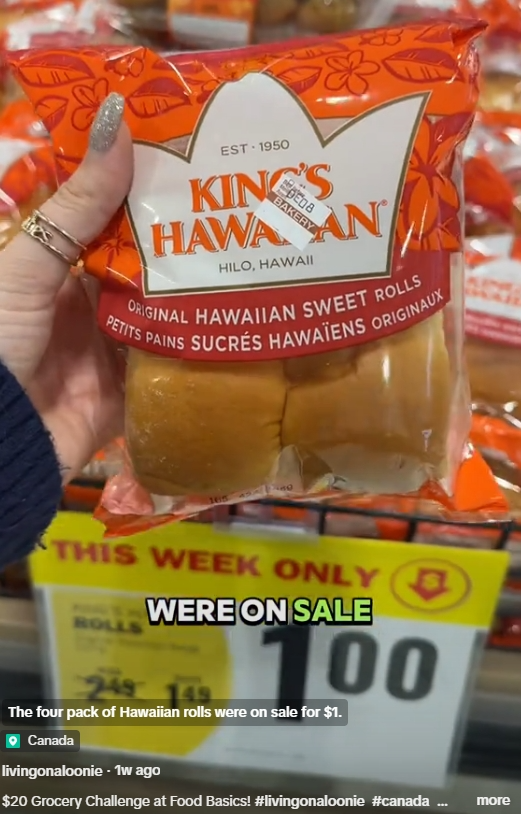 EST · 1950
KING'S
HAWAIIAN
DE08
BAKERY
HILO, HAWAII
ORIGINAL HAWAIIAN SWEET ROLLS
PETITS PAINS SUCRÉS HAWAÏENS ORIGINAUX
THIS WEEK ONLY
WERE ON SALE
ROLLS
2.49
1.49
1.00
The four pack of Hawaiian rolls were on sale for $1.
Canada
livingonaloonie · 1w ago
$20 Grocery Challenge at Food Basics! #livingonaloonie #canada ... more